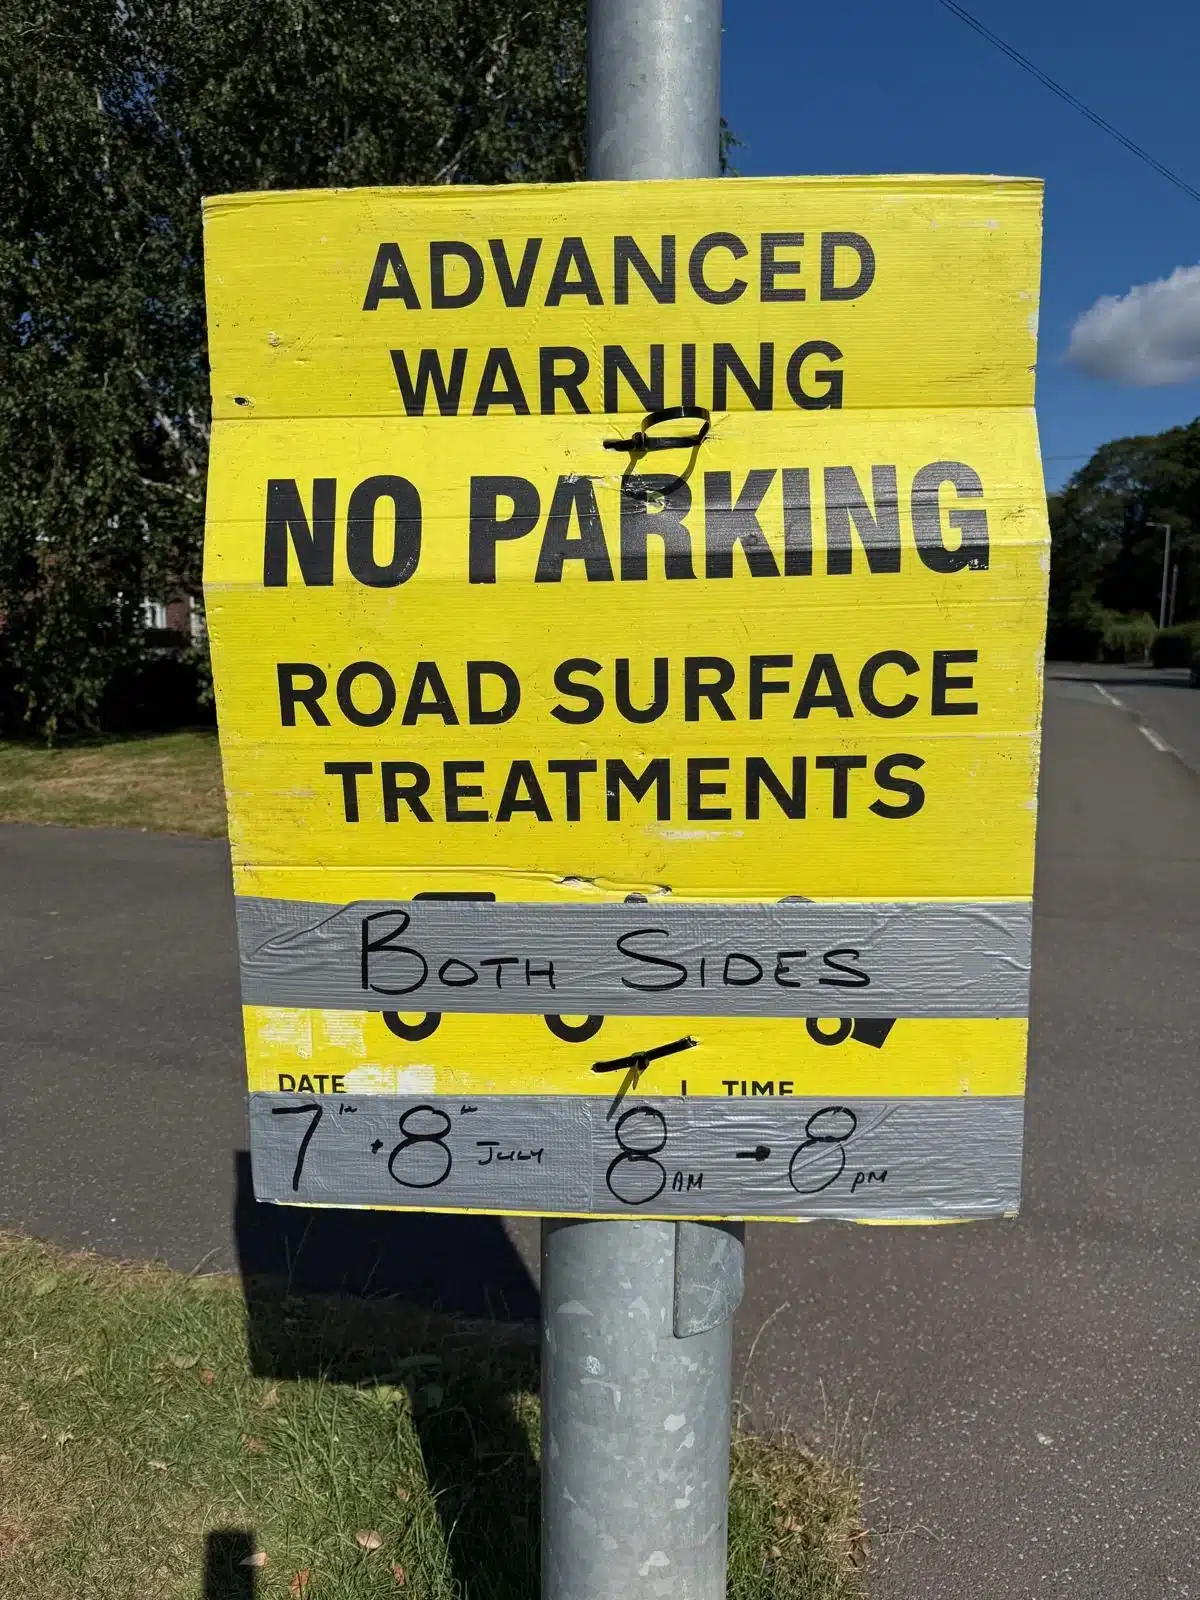 ADVANCED
WARNING
NO PARKING
ROAD SURFACE
TREATMENTS
BOTH SIDES
DATE TIME
7th + 8th JULY 8AM → 8PM